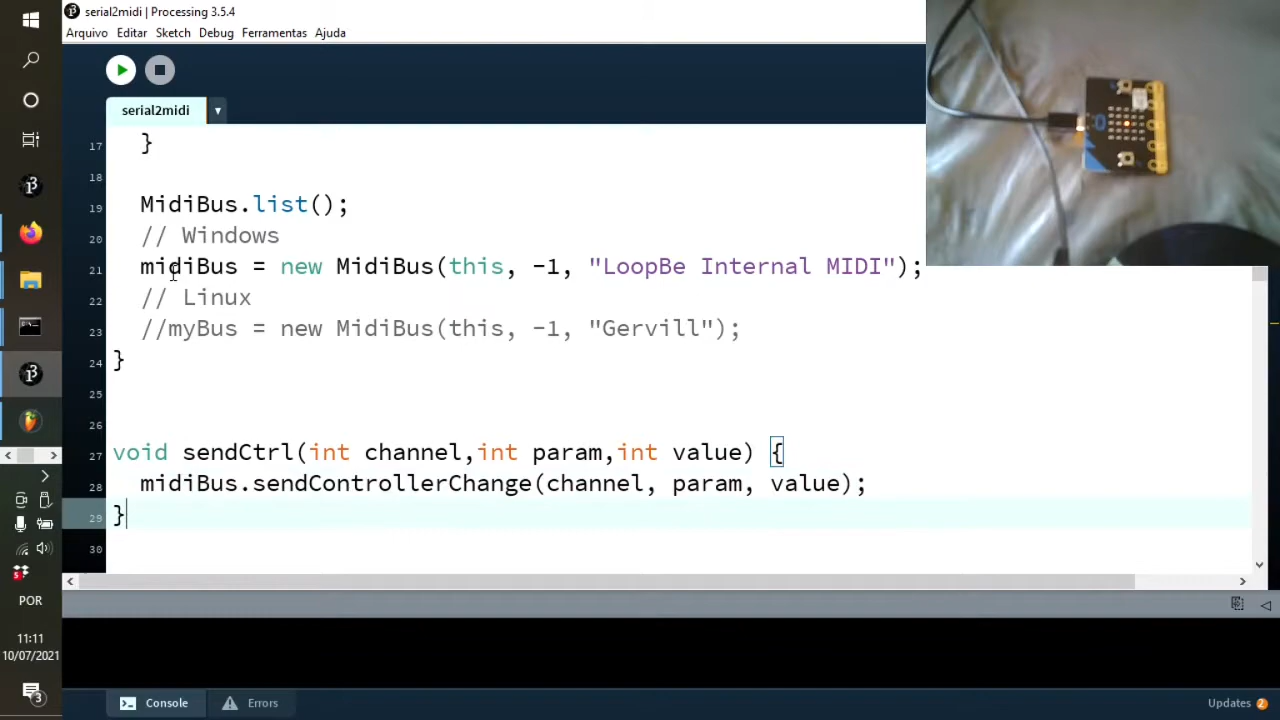 serial2midi | Processing 3.5.4
Arquivo Editar Sketch Debug Ferramentas Ajuda
serial2midi
17 }
18
19 MidiBus.list();
20 // Windows
21 midiBus = new MidiBus(this, -1, "LoopBe Internal MIDI");
22 // Linux
23 //myBus = new MidiBus(this, -1, "Gervill");
24 }
25
26
27 void sendCtrl(int channel,int param,int value) {
28 midiBus.sendControllerChange(channel, param, value);
29 }
30
POR
11:11
10/07/2021
3
Console Errors
Updates 2